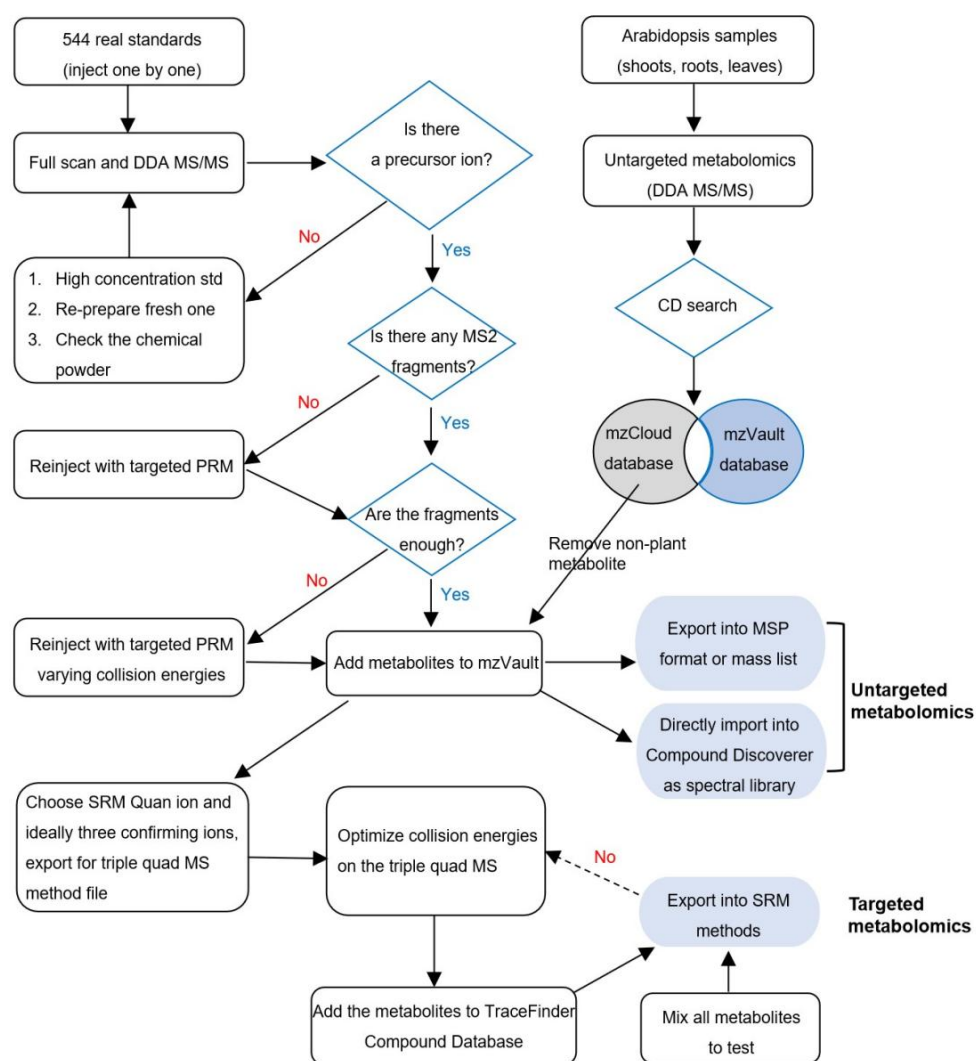 544 real standards
(inject one by one)
Full scan and DDA MS/MS
Is there
a precursor ion?
No
Yes
1. High concentration std
2. Re-prepare fresh one
3. Check the chemical
powder
Is there any MS2
fragments?
No
Yes
Reinject with targeted PRM
Are the fragments
enough?
No
Yes
Reinject with targeted PRM
varying collision energies
Add metabolites to mzVault
Arabidopsis samples
(shoots, roots, leaves)
Untargeted metabolomics
(DDA MS/MS)
CD search
mzCloud
database
mzVault
database
Remove non-plant
metabolite
Export into MSP
format or mass list
Directly import into
Compound Discoverer
as spectral library
Untargeted
metabolomics
Choose SRM Quan ion and
ideally three confirming ions,
export for triple quad MS
method file
Optimize collision energies
on the triple quad MS
No
Export into SRM
methods
Targeted
metabolomics
Add the metabolites to TraceFinder
Compound Database
Mix all metabolites
to test